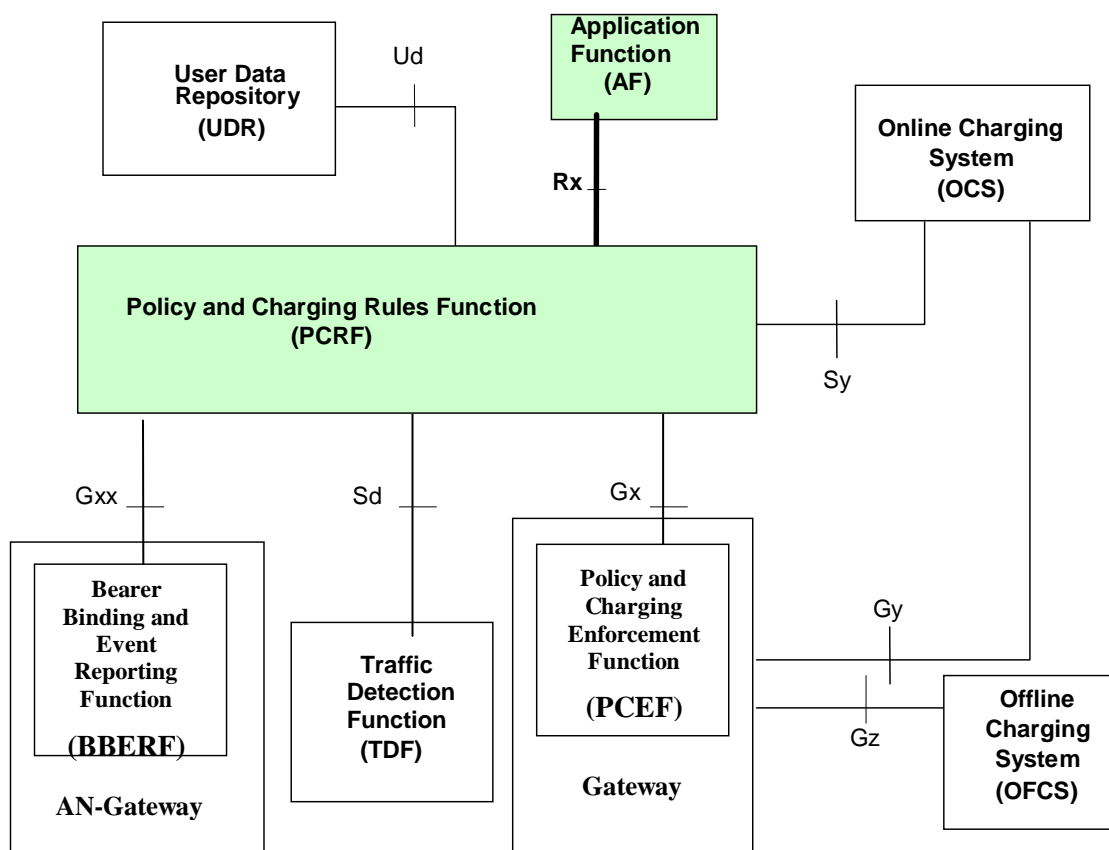 User Data
Repository
(UDR)
Ud
Application
Function
(AF)
Rx
Online Charging
System
(OCS)
Policy and Charging Rules Function
(PCRF)
Sy
Gxx
Sd
Gx
Bearer
Binding and
Event
Reporting
Function
(BBERF)
AN-Gateway
Traffic
Detection
Function
(TDF)
Policy and
Charging
Enforcement
Function
(PCEF)
Gateway
Gy
Gz
Offline
Charging
System
(OFCS)